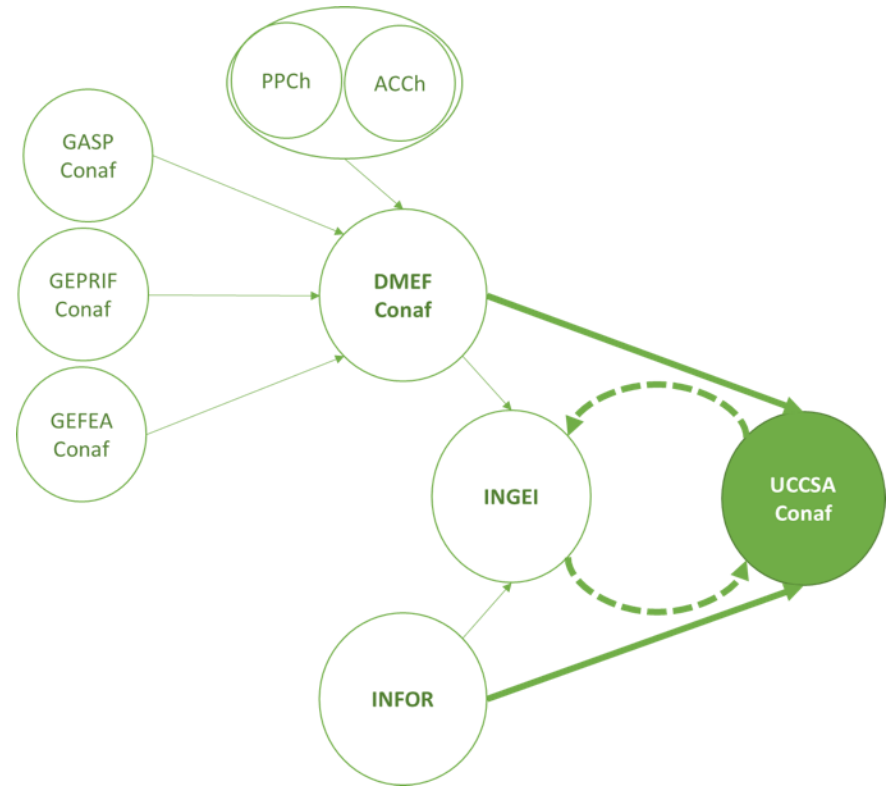 PPCh
ACCh
GASP
Conaf
GEPRIF
Conaf
DMEF
Conaf
GEFEA
Conaf
INGEI
UCCSA
Conaf
INFOR